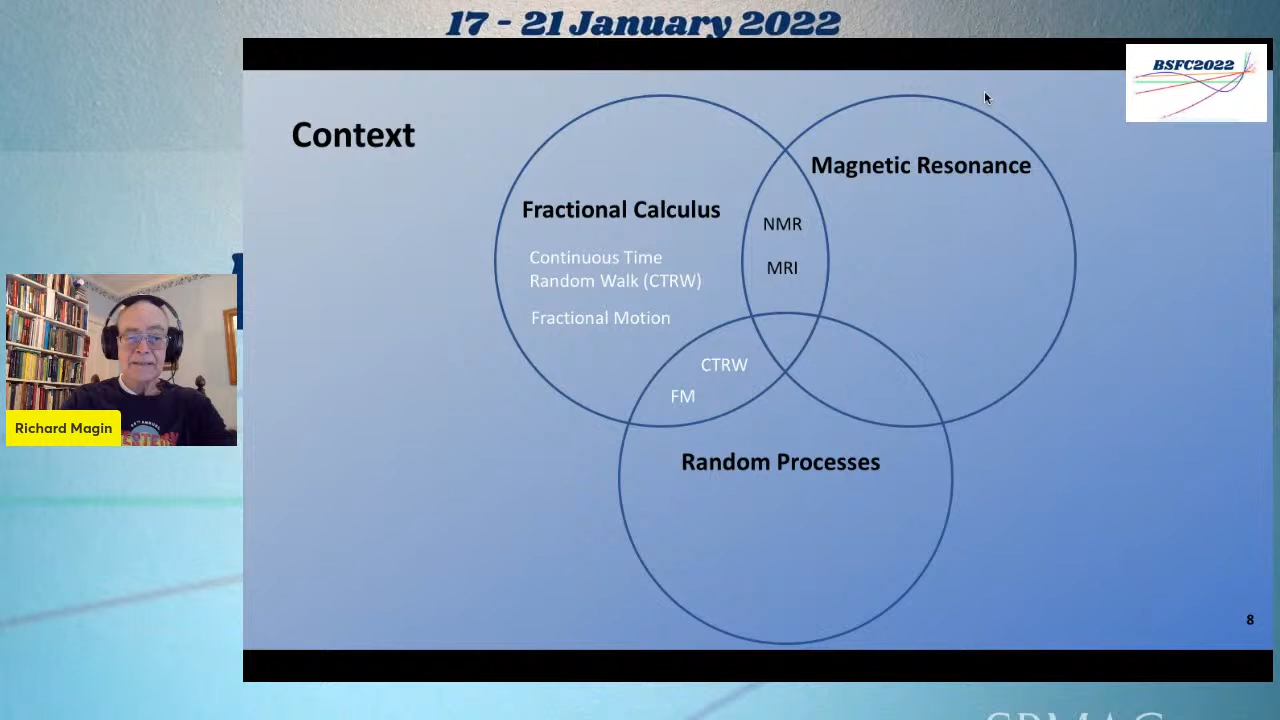 17 - 21 January 2022
BSFC2022
Context
Magnetic Resonance
Fractional Calculus
NMR
Continuous Time
Random Walk (CTRW)
MRI
Fractional Motion
CTRW
FM
Richard Magin
Random Processes
8